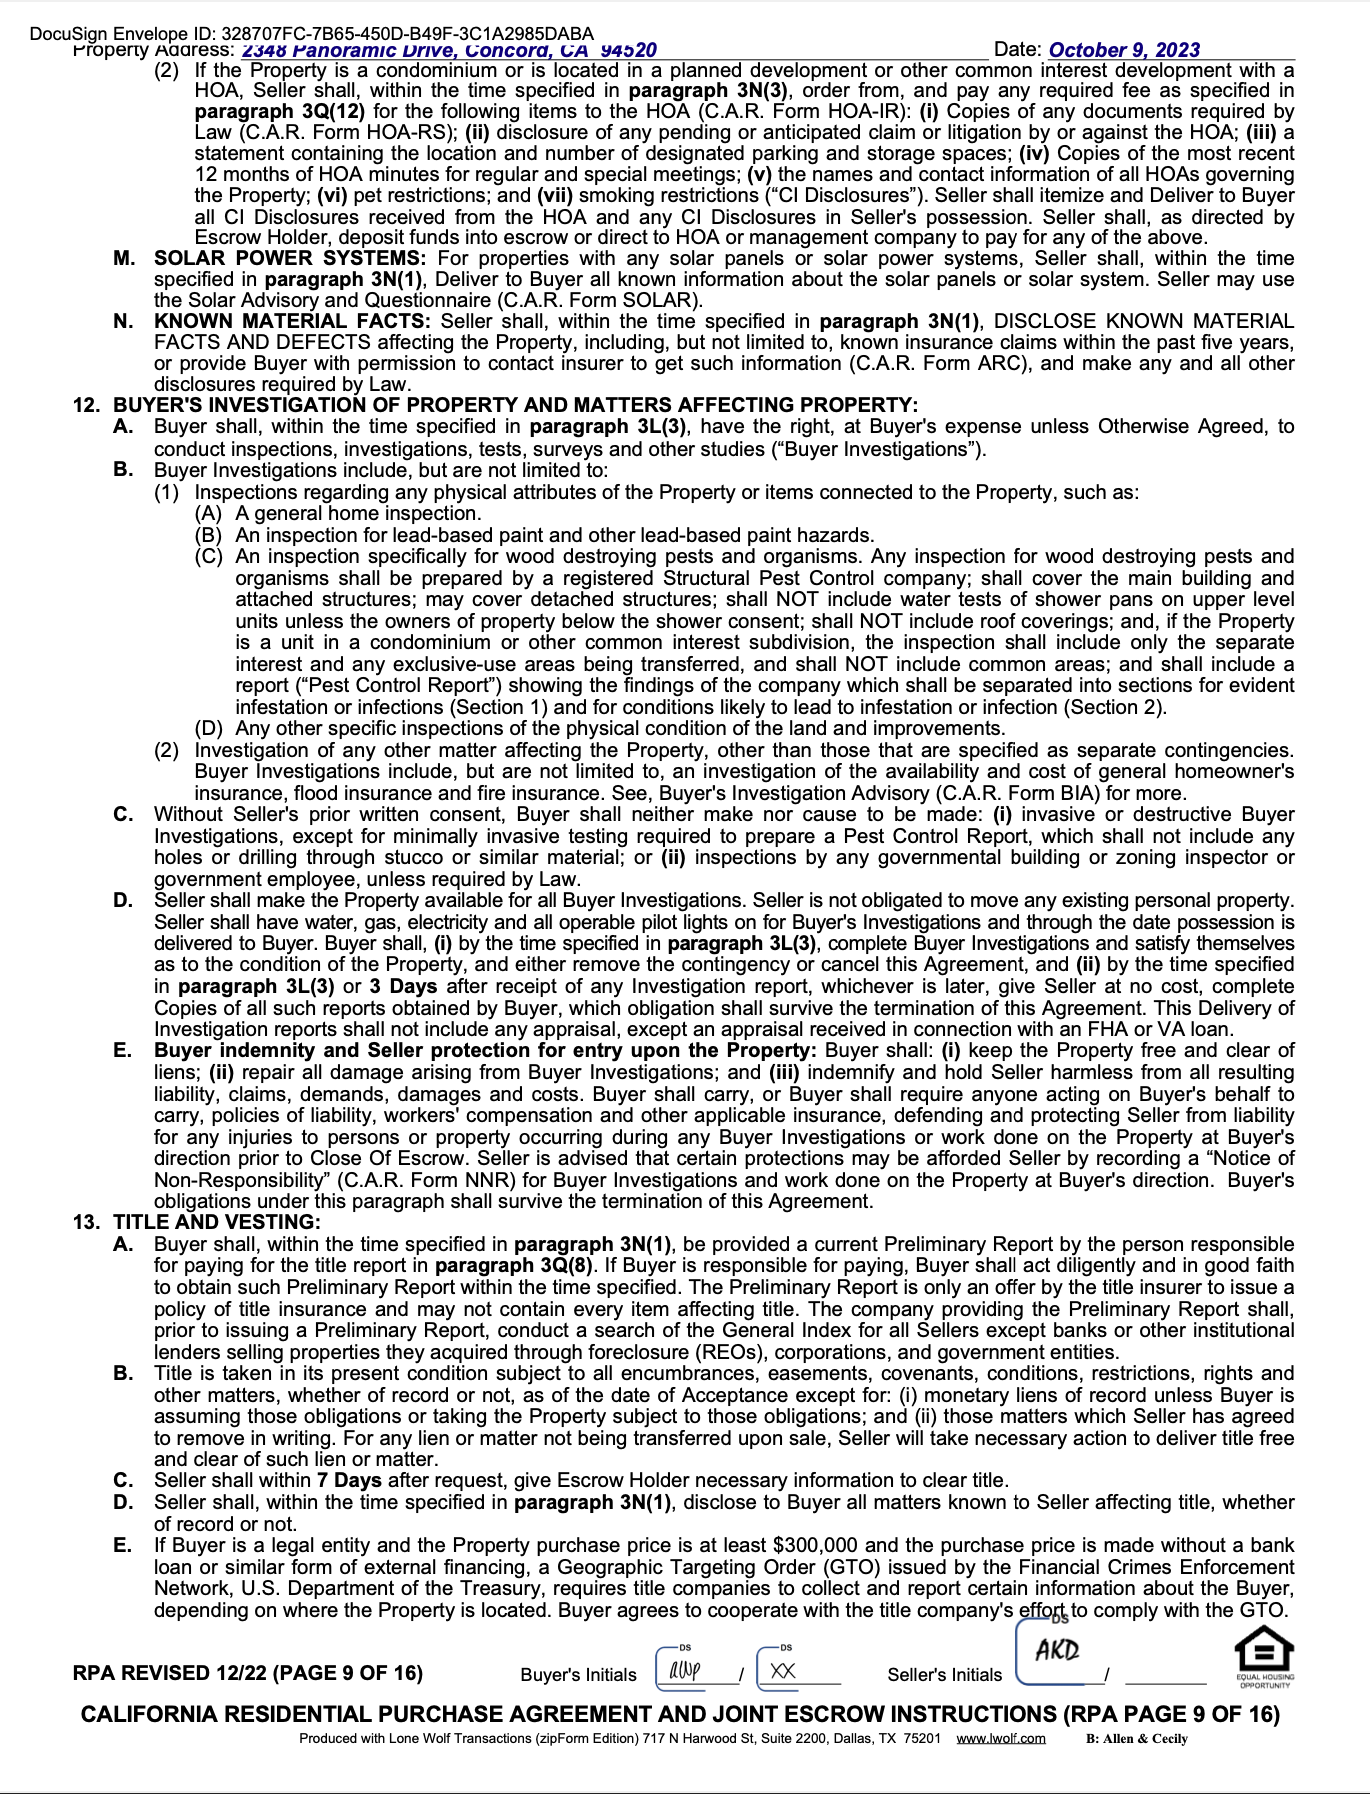 DocuSign Envelope ID: 328707FC-7B65-450D-B49F-3C1A2985DABA
Property Address: 2348 Panoramic Drive, Concord, CA 94520 Date: October 9, 2023
(2) If the Property is a condominium or is located in a planned development or other common interest development with a
HOA, Seller shall, within the time specified in paragraph 3N(3), order from, and pay any required fee as specified in
paragraph 3Q(12) for the following items to the HOA (C.A.R. Form HOA-IR): (i) Copies of any documents required by
Law (C.A.R. Form HOA-RS); (ii) disclosure of any pending or anticipated claim or litigation by or against the HOA; (iii) a
statement containing the location and number of designated parking and storage spaces; (iv) Copies of the most recent
12 months of HOA minutes for regular and special meetings; (v) the names and contact information of all HOAs governing
the Property; (vi) pet restrictions; and (vii) smoking restrictions (“CI Disclosures”). Seller shall itemize and Deliver to Buyer
all CI Disclosures received from the HOA and any CI Disclosures in Seller's possession. Seller shall, as directed by
Escrow Holder, deposit funds into escrow or direct to HOA or management company to pay for any of the above.
M. SOLAR POWER SYSTEMS: For properties with any solar panels or solar power systems, Seller shall, within the time
specified in paragraph 3N(1), Deliver to Buyer all known information about the solar panels or solar system. Seller may use
the Solar Advisory and Questionnaire (C.A.R. Form SOLAR).
N. KNOWN MATERIAL FACTS: Seller shall, within the time specified in paragraph 3N(1), DISCLOSE KNOWN MATERIAL
FACTS AND DEFECTS affecting the Property, including, but not limited to, known insurance claims within the past five years,
or provide Buyer with permission to contact insurer to get such information (C.A.R. Form ARC), and make any and all other
disclosures required by Law.
12. BUYER'S INVESTIGATION OF PROPERTY AND MATTERS AFFECTING PROPERTY:
A. Buyer shall, within the time specified in paragraph 3L(3), have the right, at Buyer's expense unless Otherwise Agreed, to
conduct inspections, investigations, tests, surveys and other studies (“Buyer Investigations”).
B. Buyer Investigations include, but are not limited to:
(1) Inspections regarding any physical attributes of the Property or items connected to the Property, such as:
(A) A general home inspection.
(B) An inspection for lead-based paint and other lead-based paint hazards.
(C) An inspection specifically for wood destroying pests and organisms. Any inspection for wood destroying pests and
organisms shall be prepared by a registered Structural Pest Control company; shall cover the main building and
attached structures; may cover detached structures; shall NOT include water tests of shower pans on upper level
units unless the owners of property below the shower consent; shall NOT include roof coverings; and, if the Property
is a unit in a condominium or other common interest subdivision, the inspection shall include only the separate
interest and any exclusive-use areas being transferred, and shall NOT include common areas; and shall include a
report (“Pest Control Report”) showing the findings of the company which shall be separated into sections for evident
infestation or infections (Section 1) and for conditions likely to lead to infestation or infection (Section 2).
(D) Any other specific inspections of the physical condition of the land and improvements.
(2) Investigation of any other matter affecting the Property, other than those that are specified as separate contingencies.
Buyer Investigations include, but are not limited to, an investigation of the availability and cost of general homeowner's
insurance, flood insurance and fire insurance. See, Buyer's Investigation Advisory (C.A.R. Form BIA) for more.
C. Without Seller's prior written consent, Buyer shall neither make nor cause to be made: (i) invasive or destructive Buyer
Investigations, except for minimally invasive testing required to prepare a Pest Control Report, which shall not include any
holes or drilling through stucco or similar material; or (ii) inspections by any governmental building or zoning inspector or
government employee, unless required by Law.
D. Seller shall make the Property available for all Buyer Investigations. Seller is not obligated to move any existing personal property.
Seller shall have water, gas, electricity and all operable pilot lights on for Buyer's Investigations and through the date possession is
delivered to Buyer. Buyer shall, (i) by the time specified in paragraph 3L(3), complete Buyer Investigations and satisfy themselves
as to the condition of the Property, and either remove the contingency or cancel this Agreement, and (ii) by the time specified
in paragraph 3L(3) or 3 Days after receipt of any Investigation report, whichever is later, give Seller at no cost, complete
Copies of all such reports obtained by Buyer, which obligation shall survive the termination of this Agreement. This Delivery of
Investigation reports shall not include any appraisal, except an appraisal received in connection with an FHA or VA loan.
E. Buyer indemnity and Seller protection for entry upon the Property: Buyer shall: (i) keep the Property free and clear of
liens; (ii) repair all damage arising from Buyer Investigations; and (iii) indemnify and hold Seller harmless from all resulting
liability, claims, demands, damages and costs. Buyer shall carry, or Buyer shall require anyone acting on Buyer's behalf to
carry, policies of liability, workers' compensation and other applicable insurance, defending and protecting Seller from liability
for any injuries to persons or property occurring during any Buyer Investigations or work done on the Property at Buyer's
direction prior to Close Of Escrow. Seller is advised that certain protections may be afforded Seller by recording a “Notice of
Non-Responsibility” (C.A.R. Form NNR) for Buyer Investigations and work done on the Property at Buyer's direction. Buyer's
obligations under this paragraph shall survive the termination of this Agreement.
13. TITLE AND VESTING:
A. Buyer shall, within the time specified in paragraph 3N(1), be provided a current Preliminary Report by the person responsible
for paying for the title report in paragraph 3Q(8). If Buyer is responsible for paying, Buyer shall act diligently and in good faith
to obtain such Preliminary Report within the time specified. The Preliminary Report is only an offer by the title insurer to issue a
policy of title insurance and may not contain every item affecting title. The company providing the Preliminary Report shall,
prior to issuing a Preliminary Report, conduct a search of the General Index for all Sellers except banks or other institutional
lenders selling properties they acquired through foreclosure (REOs), corporations, and government entities.
B. Title is taken in its present condition subject to all encumbrances, easements, covenants, conditions, restrictions, rights and
other matters, whether of record or not, as of the date of Acceptance except for: (i) monetary liens of record unless Buyer is
assuming those obligations or taking the Property subject to those obligations; and (ii) those matters which Seller has agreed
to remove in writing. For any lien or matter not being transferred upon sale, Seller will take necessary action to deliver title free
and clear of such lien or matter.
C. Seller shall within 7 Days after request, give Escrow Holder necessary information to clear title.
D. Seller shall, within the time specified in paragraph 3N(1), disclose to Buyer all matters known to Seller affecting title, whether
of record or not.
E. If Buyer is a legal entity and the Property purchase price is at least $300,000 and the purchase price is made without a bank
loan or similar form of external financing, a Geographic Targeting Order (GTO) issued by the Financial Crimes Enforcement
Network, U.S. Department of the Treasury, requires title companies to collect and report certain information about the Buyer,
depending on where the Property is located. Buyer agrees to cooperate with the title company's effort to comply with the GTO.
RPA REVISED 12/22 (PAGE 9 OF 16) Buyer's Initials DS / DS XX Seller's Initials DS AKD /
EQUAL HOUSING
OPPORTUNITY
CALIFORNIA RESIDENTIAL PURCHASE AGREEMENT AND JOINT ESCROW INSTRUCTIONS (RPA PAGE 9 OF 16)
Produced with Lone Wolf Transactions (zipForm Edition) 717 N Harwood St, Suite 2200, Dallas, TX 75201 www.lwolf.com B: Allen & Cecily